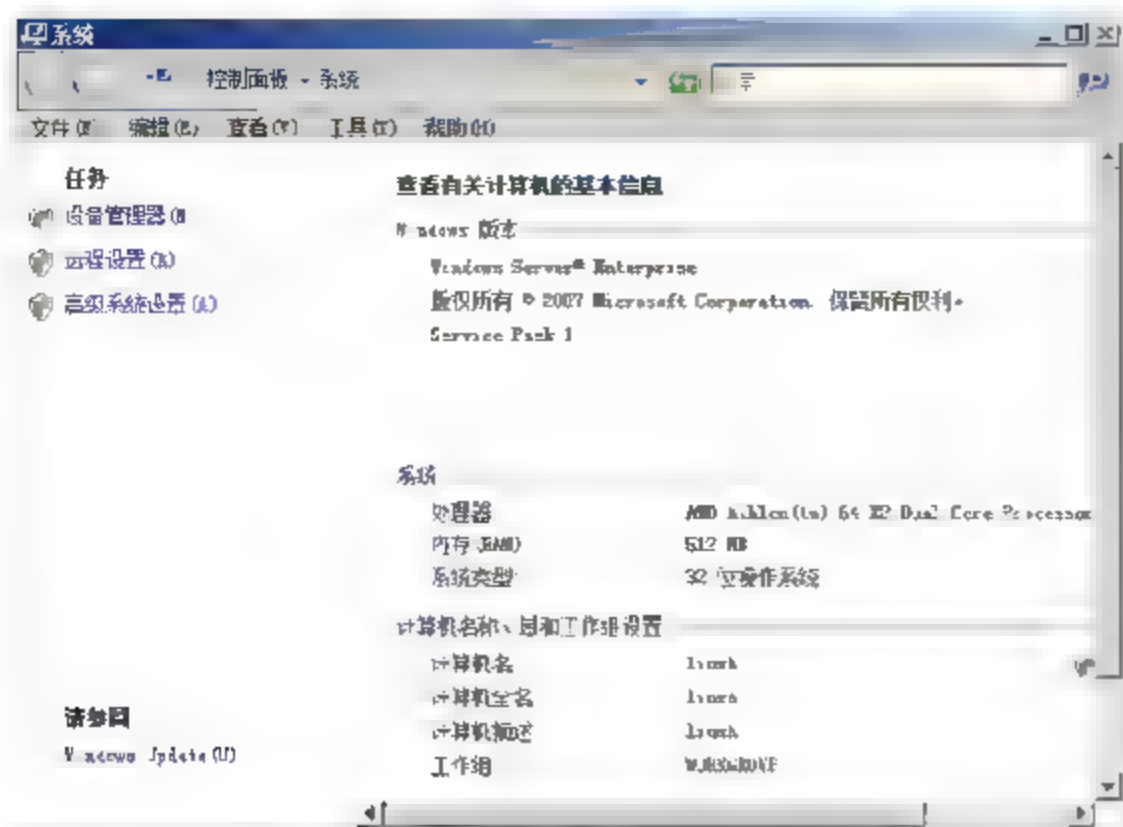 系统
控制面板 - 系统
文件(F) 编辑(E) 查看(V) 工具(T) 帮助(H)
任务
设备管理器(M
远程设置(R)
高级系统设置(A)
请参阅
Windows Update(U)
查看有关计算机的基本信息
Windows 版本
Windows Server® Enterprise
版权所有 © 2007 Microsoft Corporation. 保留所有权利。
Service Pack 1
系统
处理器 AMD Athlon(tm) 64 X2 Dual Core Processor
内存(RAM) 512 MB
系统类型 32 位操作系统
计算机名称、域和工作组设置
计算机名
计算机全名
计算机描述
工作组 WORKGROUP